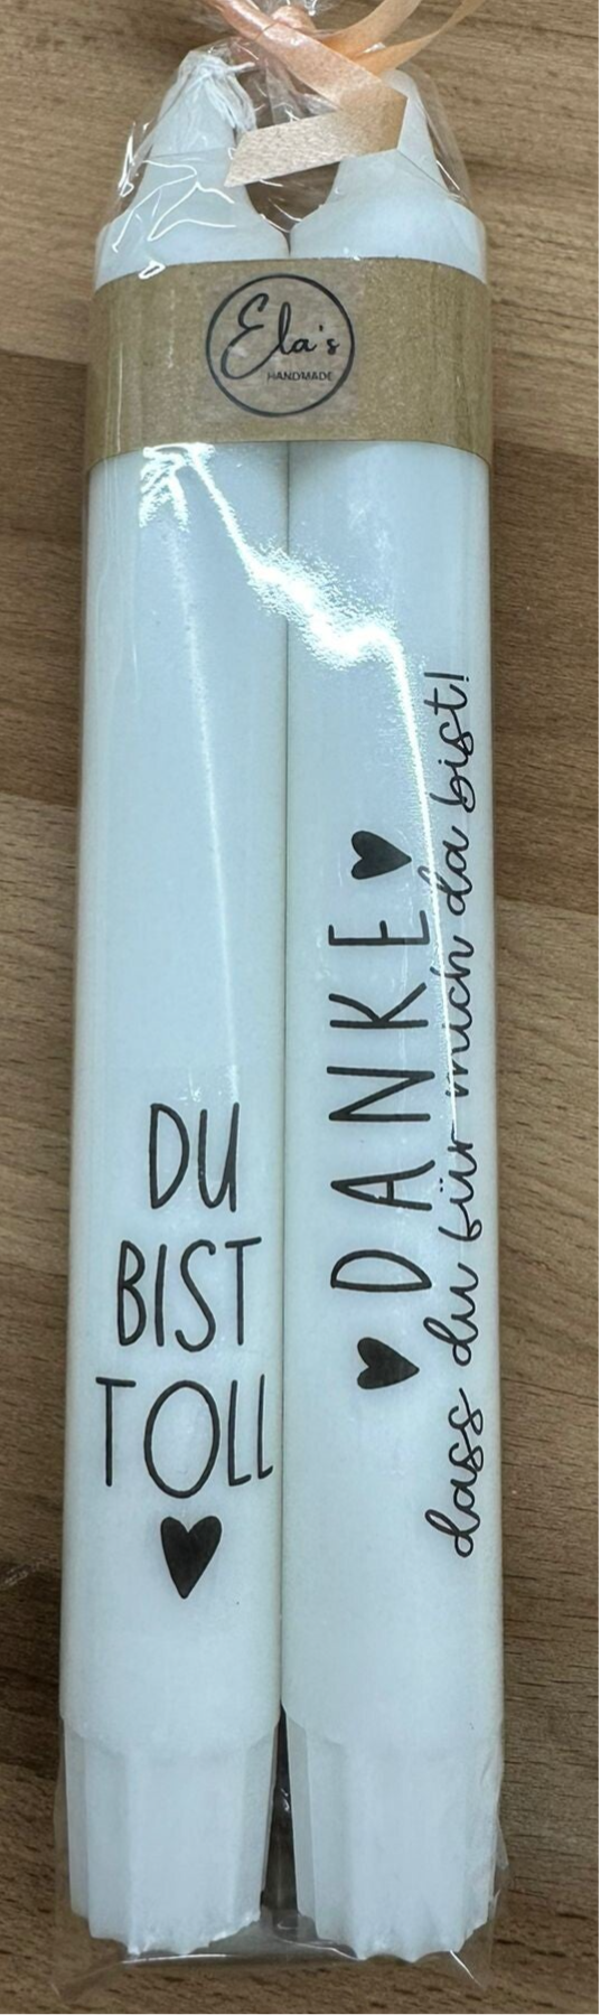 Ela's
HANDMADE
DU
BIST
TOLL
DANKE
dass du für mich da bist!